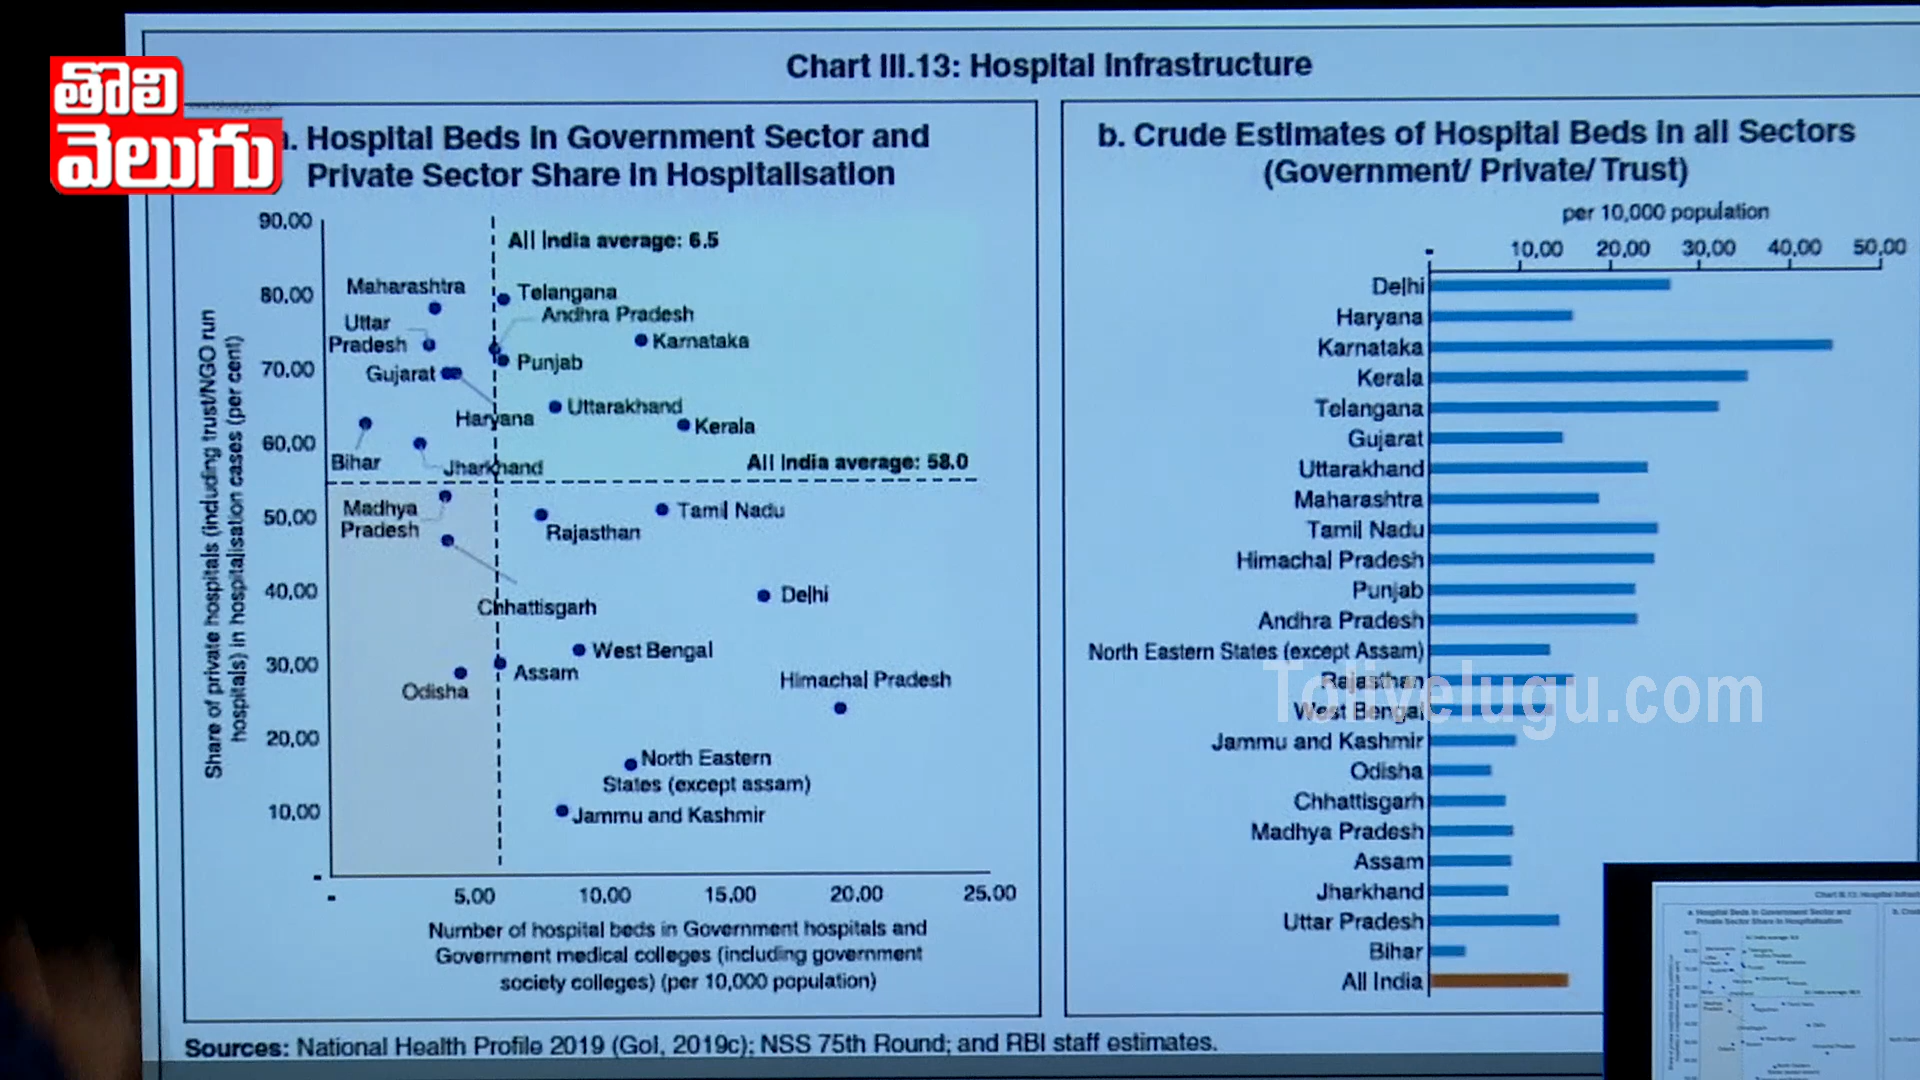 తొలి
వెలుగు
Chart III.13: Hospital Infrastructure
a. Hospital Beds in Government Sector and
Private Sector Share in Hospitalisation
90.00
80.00
70.00
60.00
50.00
40.00
30.00
20.00
10.00
-
Share of private hospitals (including trust/NGO run
hospitals) in hospitalisation cases (per cent)
All India average: 6.5
Maharashtra
Telangana
Andhra Pradesh
Uttar
Pradesh
Karnataka
Punjab
Gujarat
Haryana
Uttarakhand
Kerala
Bihar
Jharkhand
All India average: 58.0
Madhya
Pradesh
Rajasthan
Tamil Nadu
Chhattisgarh
Delhi
West Bengal
Assam
Odisha
Himachal Pradesh
North Eastern
States (except assam)
Jammu and Kashmir
- 5.00 10.00 15.00 20.00 25.00
Number of hospital beds in Government hospitals and
Government medical colleges (including government
society colleges) (per 10,000 population)
b. Crude Estimates of Hospital Beds in all Sectors
(Government/ Private/ Trust)
per 10,000 population
- 10.00 20.00 30.00 40.00 50.00
Delhi
Haryana
Karnataka
Kerala
Telangana
Gujarat
Uttarakhand
Maharashtra
Tamil Nadu
Himachal Pradesh
Punjab
Andhra Pradesh
North Eastern States (except Assam)
Rajasthan
West Bengal
Jammu and Kashmir
Odisha
Chhattisgarh
Madhya Pradesh
Assam
Jharkhand
Uttar Pradesh
Bihar
All India
Tolivelugu.com
Sources: National Health Profile 2019 (GoI, 2019c); NSS 75th Round; and RBI staff estimates.